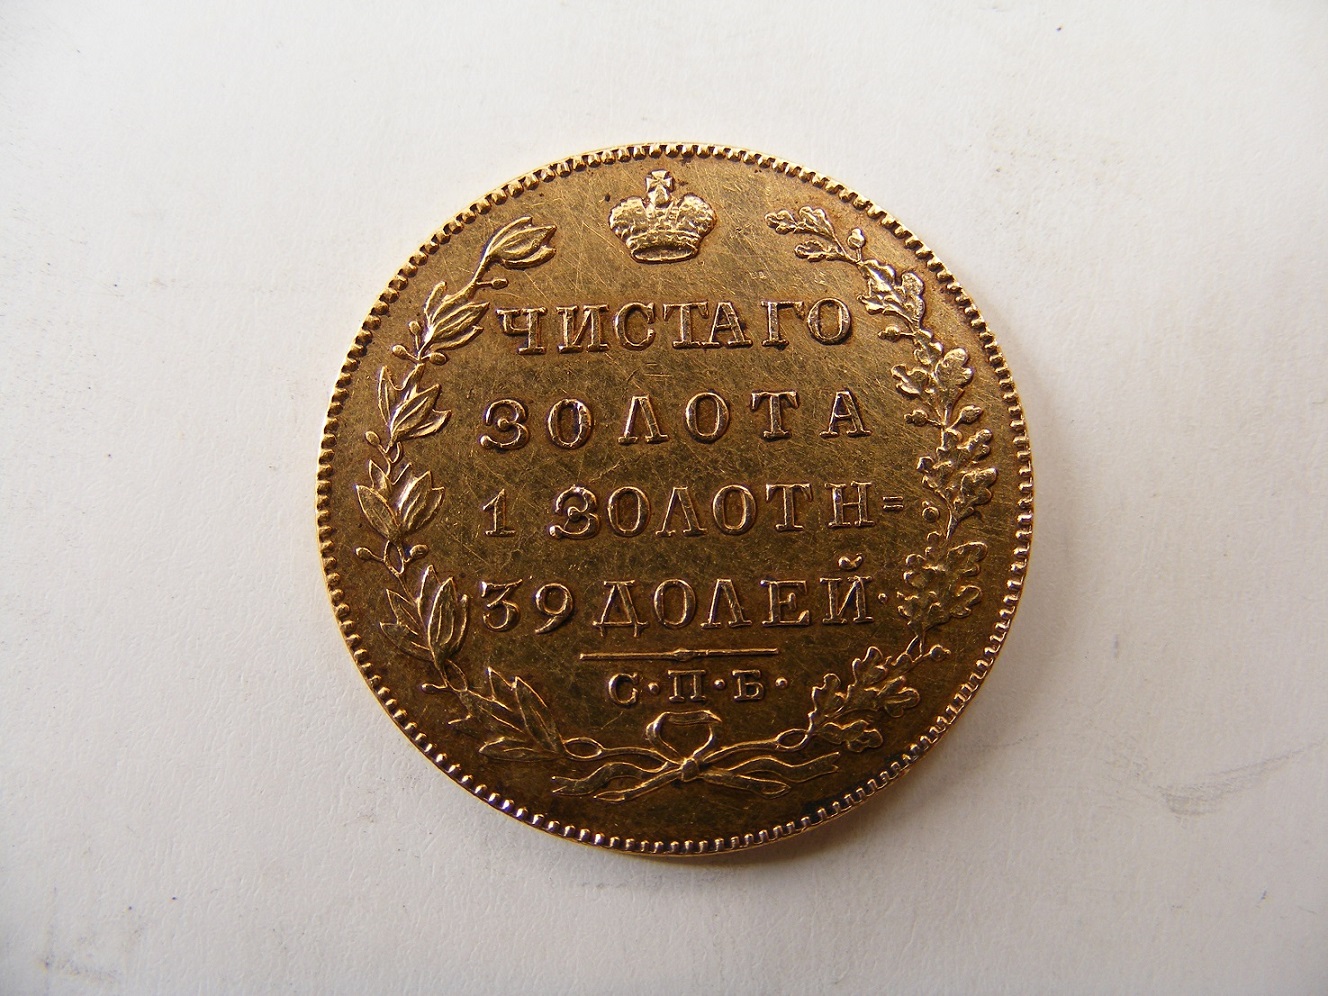 ЧИСТАГО
ЗОЛОТА
1 ЗОЛОТН=
39 ДОЛЕЙ·
С·П·Б·